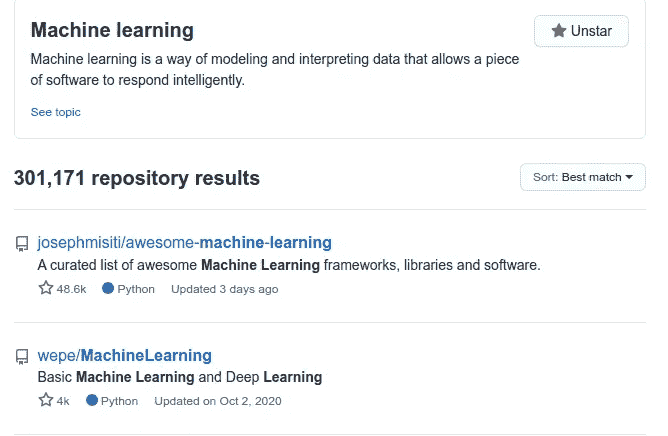 Machine learning
Unstar
Machine learning is a way of modeling and interpreting data that allows a piece
of software to respond intelligently.
See topic
301,171 repository results
Sort: Best match
josephmisiti/awesome-machine-learning
A curated list of awesome Machine Learning frameworks, libraries and software.
48.6k Python Updated 3 days ago
wepe/MachineLearning
Basic Machine Learning and Deep Learning
4k Python Updated on Oct 2, 2020